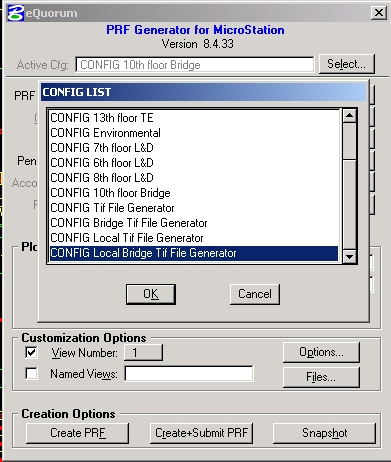 eQuorum
PRF Generator for MicroStation
Version 8.4.33
Active Cfg: CONFIG 10th floor Bridge Select...
CONFIG LIST
PRF
CONFIG 13th floor TE
CONFIG Environmental
CONFIG 7th floor L&D
CONFIG 6th floor L&D
Pen
CONFIG 8th floor L&D
Acco
CONFIG 10th floor Bridge
CONFIG Tif File Generator
CONFIG Bridge Tif File Generator
CONFIG Local Tif File Generator
Plo
CONFIG Local Bridge Tif File Generator
OK Cancel
Customization Options
View Number: 1 Options...
Named Views: Files...
Creation Options
Create PRF Create+Submit PRF Snapshot